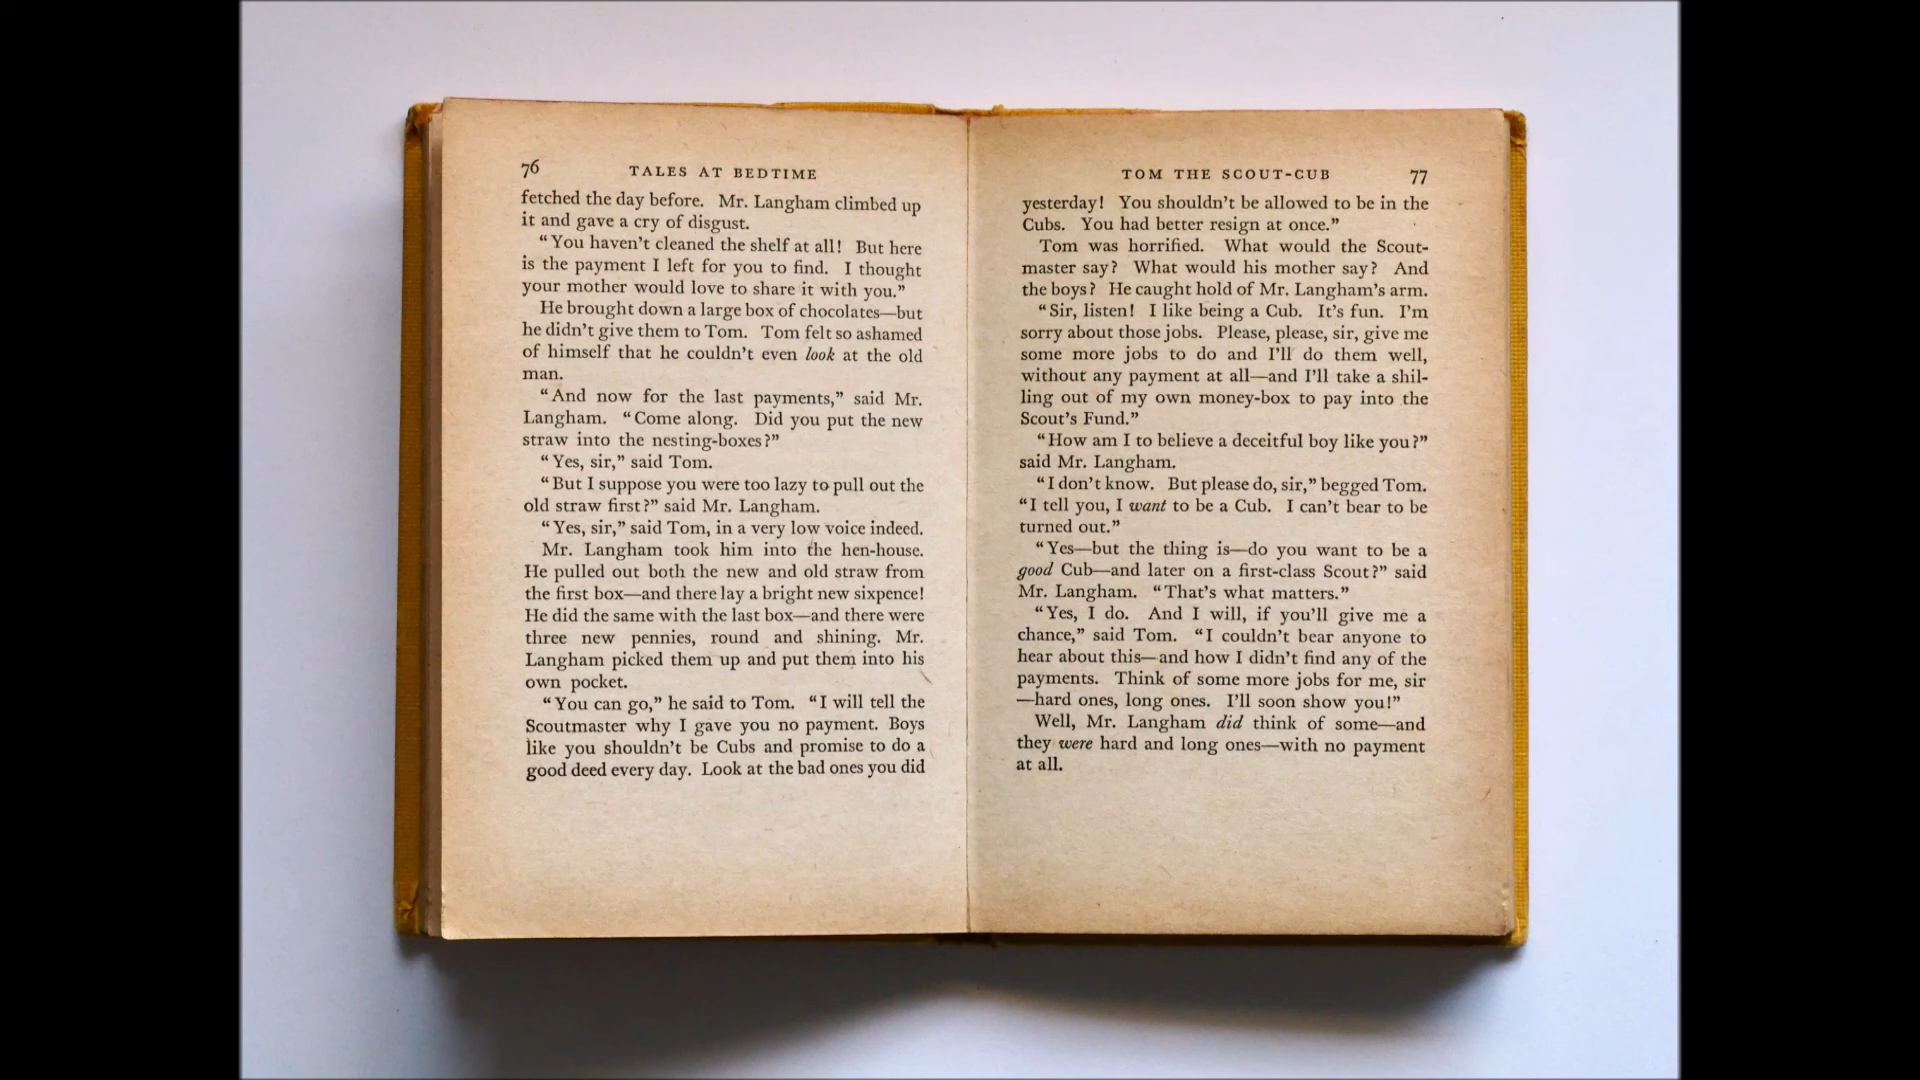 76
TALES AT BEDTIME
fetched the day before. Mr. Langham climbed up
it and gave a cry of disgust.
“You haven’t cleaned the shelf at all! But here
is the payment I left for you to find. I thought
your mother would love to share it with you.”
He brought down a large box of chocolates—but
he didn’t give them to Tom. Tom felt so ashamed
of himself that he couldn’t even look at the old
man.
“And now for the last payments,” said Mr.
Langham. “Come along. Did you put the new
straw into the nesting-boxes?”
“Yes, sir,” said Tom.
“But I suppose you were too lazy to pull out the
old straw first?” said Mr. Langham.
“Yes, sir,” said Tom, in a very low voice indeed.
Mr. Langham took him into the hen-house.
He pulled out both the new and old straw from
the first box—and there lay a bright new sixpence!
He did the same with the last box—and there were
three new pennies, round and shining. Mr.
Langham picked them up and put them into his
own pocket.
“You can go,” he said to Tom. “I will tell the
Scoutmaster why I gave you no payment. Boys
like you shouldn’t be Cubs and promise to do a
good deed every day. Look at the bad ones you did
TOM THE SCOUT-CUB
77
yesterday! You shouldn’t be allowed to be in the
Cubs. You had better resign at once.”
Tom was horrified. What would the Scout-
master say? What would his mother say? And
the boys? He caught hold of Mr. Langham’s arm.
“Sir, listen! I like being a Cub. It’s fun. I’m
sorry about those jobs. Please, please, sir, give me
some more jobs to do and I’ll do them well,
without any payment at all—and I’ll take a shil-
ling out of my own money-box to pay into the
Scout’s Fund.”
“How am I to believe a deceitful boy like you?”
said Mr. Langham.
“I don’t know. But please do, sir,” begged Tom.
“I tell you, I want to be a Cub. I can’t bear to be
turned out.”
“Yes—but the thing is—do you want to be a
good Cub—and later on a first-class Scout?” said
Mr. Langham. “That’s what matters.”
“Yes, I do. And I will, if you’ll give me a
chance,” said Tom. “I couldn’t bear anyone to
hear about this—and how I didn’t find any of the
payments. Think of some more jobs for me, sir
—hard ones, long ones. I’ll soon show you!”
Well, Mr. Langham did think of some—and
they were hard and long ones—with no payment
at all.